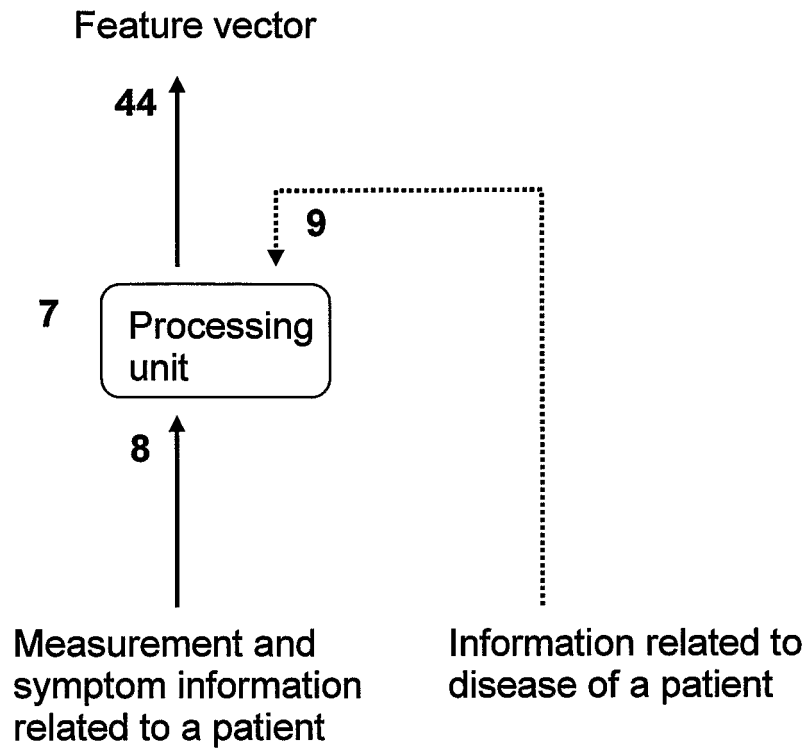 Feature vector
44
9
7
Processing
unit
8
Measurement and
symptom information
related to a patient
Information related to
disease of a patient